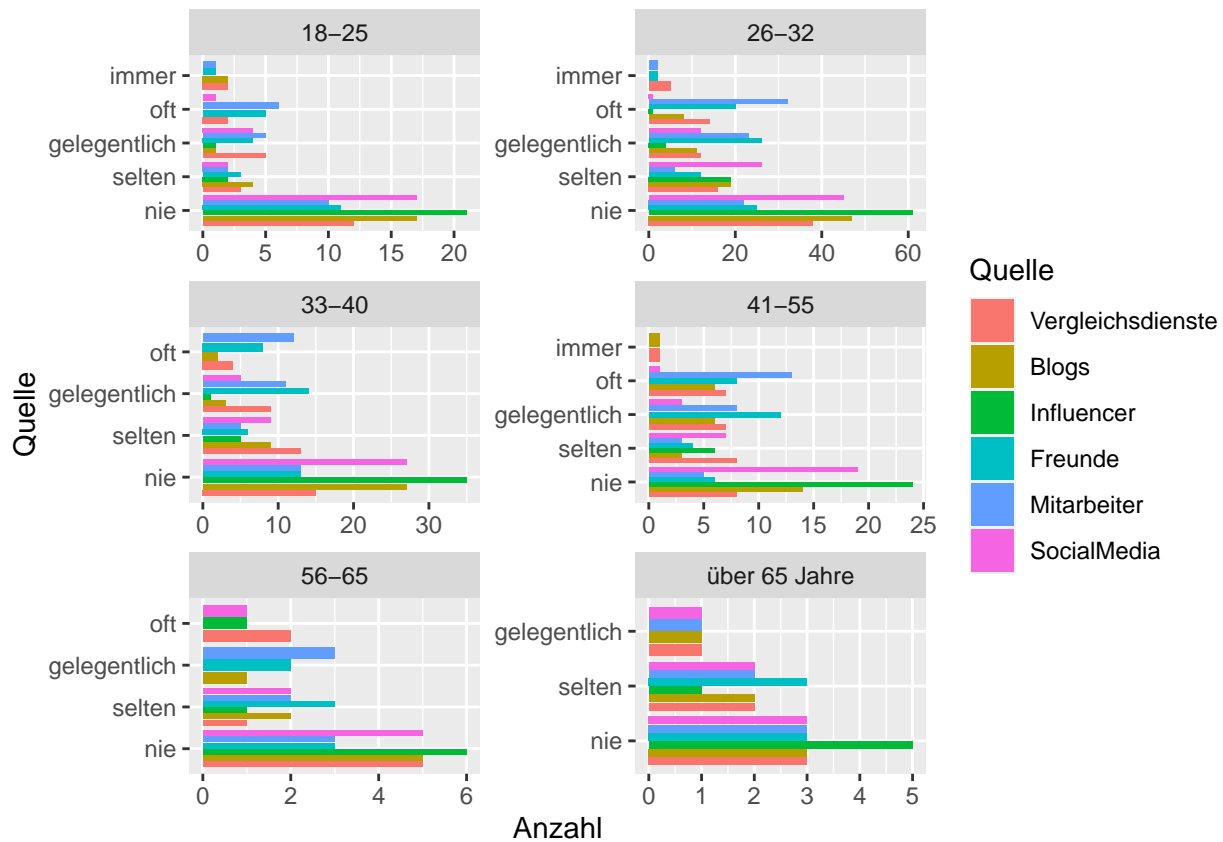 18−25
immer
oft
gelegentlich
selten
nie
0 5 10 15 20
26−32
immer
oft
gelegentlich
selten
nie
0 20 40 60
33−40
oft
gelegentlich
selten
nie
0 10 20 30
41−55
immer
oft
gelegentlich
selten
nie
0 5 10 15 20 25
56−65
oft
gelegentlich
selten
nie
0 2 4 6
über 65 Jahre
gelegentlich
selten
nie
0 1 2 3 4 5
Quelle
Anzahl
Quelle
Vergleichsdienste
Blogs
Influencer
Freunde
Mitarbeiter
SocialMedia